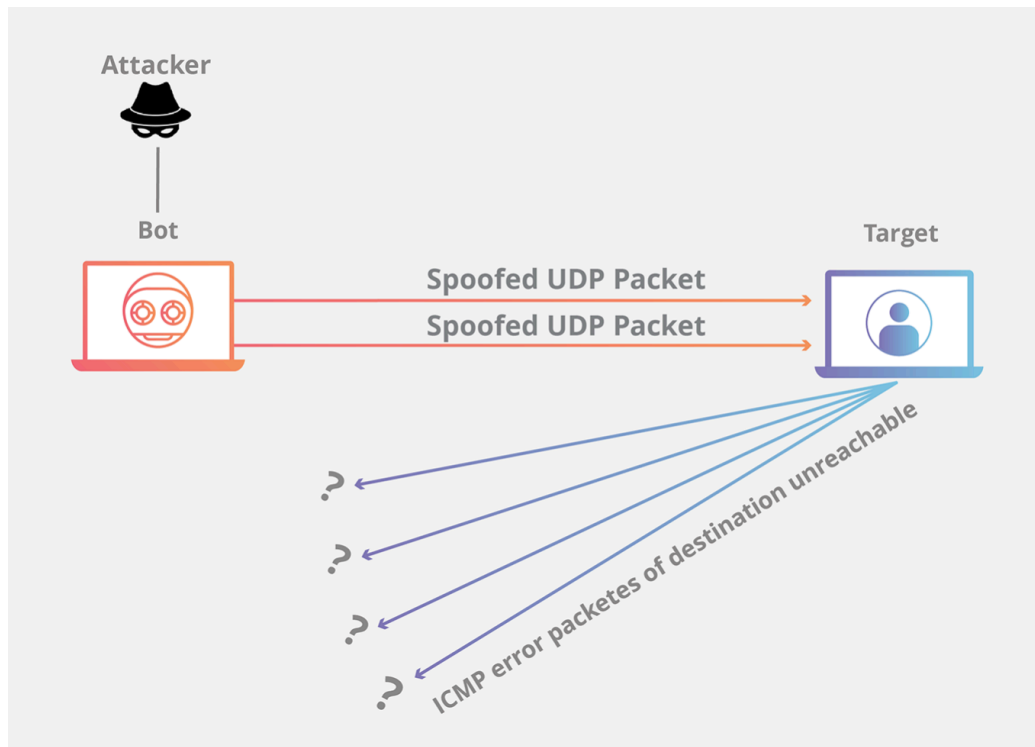 Attacker
Bot
Target
Spoofed UDP Packet
Spoofed UDP Packet
?
?
?
?
ICMP error packetes of destination unreachable